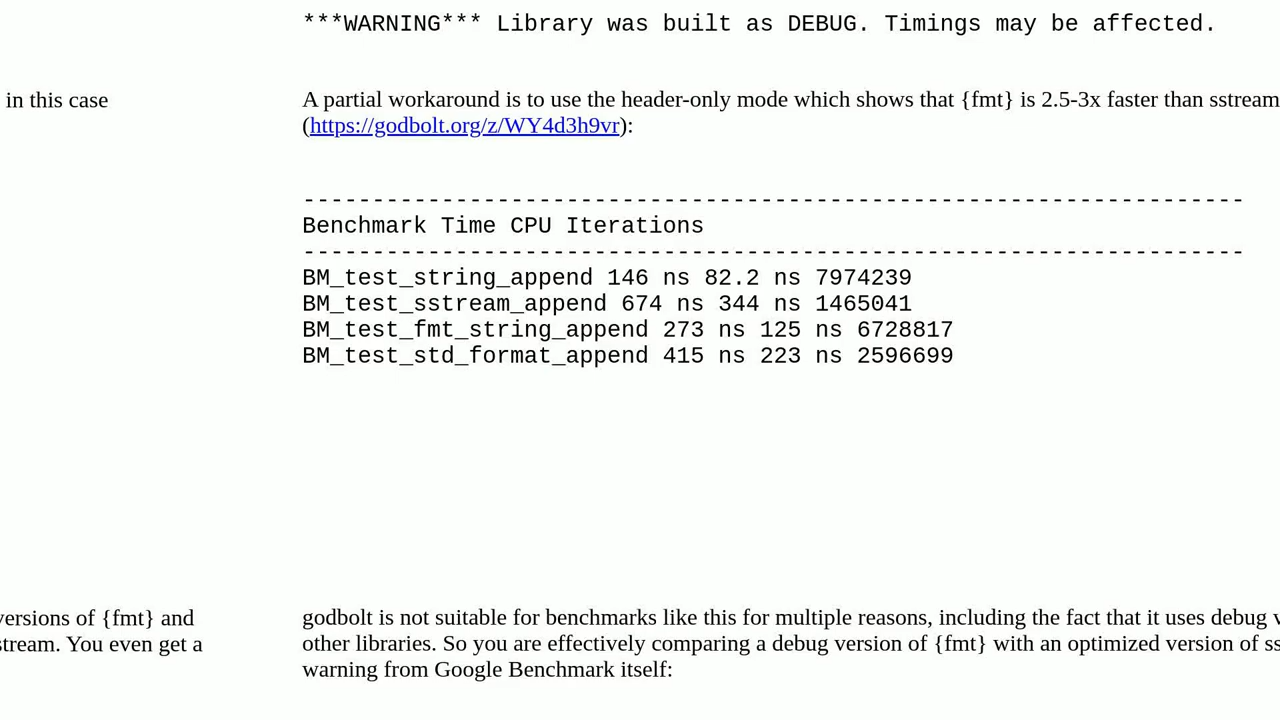 ***WARNING*** Library was built as DEBUG. Timings may be affected.
in this case
A partial workaround is to use the header-only mode which shows that {fmt} is 2.5-3x faster than sstream
(https://godbolt.org/z/WY4d3h9vr):
--------------------------------------------------------------------
Benchmark Time CPU Iterations
--------------------------------------------------------------------
BM_test_string_append 146 ns 82.2 ns 7974239
BM_test_sstream_append 674 ns 344 ns 1465041
BM_test_fmt_string_append 273 ns 125 ns 6728817
BM_test_std_format_append 415 ns 223 ns 2596699
versions of {fmt} and
stream. You even get a
godbolt is not suitable for benchmarks like this for multiple reasons, including the fact that it uses debug v
other libraries. So you are effectively comparing a debug version of {fmt} with an optimized version of ss
warning from Google Benchmark itself: